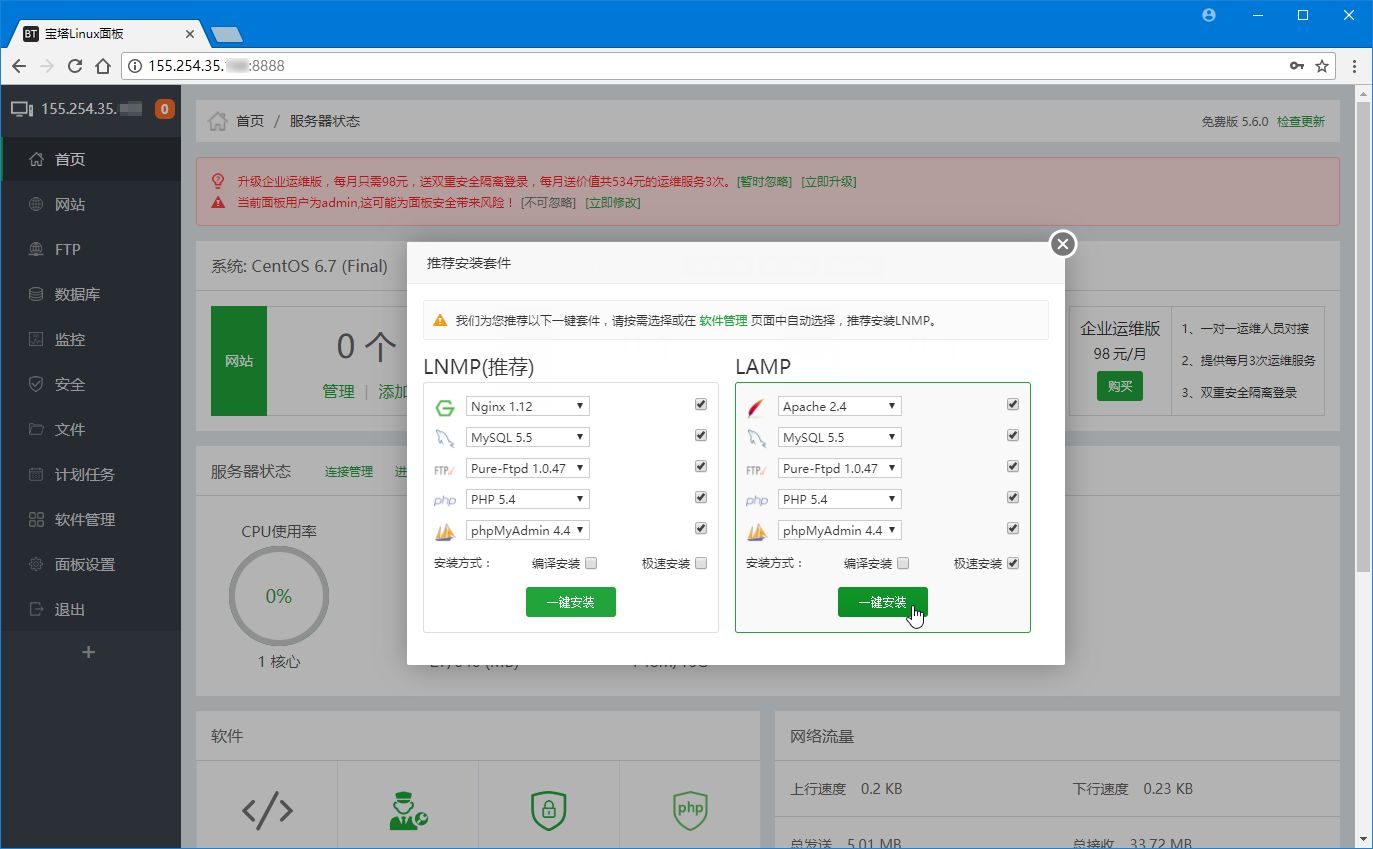 BT 宝塔Linux面板
155.254.35. :8888
155.254.35. 0
首页
网站
FTP
数据库
监控
安全
文件
计划任务
软件管理
面板设置
退出
+
首页 / 服务器状态
免费版 5.6.0 检查更新
升级企业运维版，每月只需98元，送双重安全隔离登录，每月送价值共534元的运维服务3次。[暂时忽略] [立即升级]
当前面板用户为admin,这可能为面板安全带来风险！ [不可忽略] [立即修改]
系统: CentOS 6.7 (Final)
网站
0 个
管理 | 添加
企业运维版
98 元/月
购买
1、一对一运维人员对接
2、提供每月3次运维服务
3、双重安全隔离登录
推荐安装套件
我们为您推荐以下一键套件，请按需选择或在 软件管理 页面中自动选择，推荐安装LNMP。
LNMP(推荐)
Nginx 1.12
MySQL 5.5
FTP Pure-Ftpd 1.0.47
php PHP 5.4
phpMyAdmin 4.4
安装方式： 编译安装 极速安装
一键安装
LAMP
Apache 2.4
MySQL 5.5
FTP Pure-Ftpd 1.0.47
php PHP 5.4
phpMyAdmin 4.4
安装方式： 编译安装 极速安装
一键安装
服务器状态 连接管理 进
CPU使用率
0%
1 核心
软件
php
网络流量
上行速度 0.2 KB
下行速度 0.23 KB
总发送 5.01 MB
总接收 33.72 MB